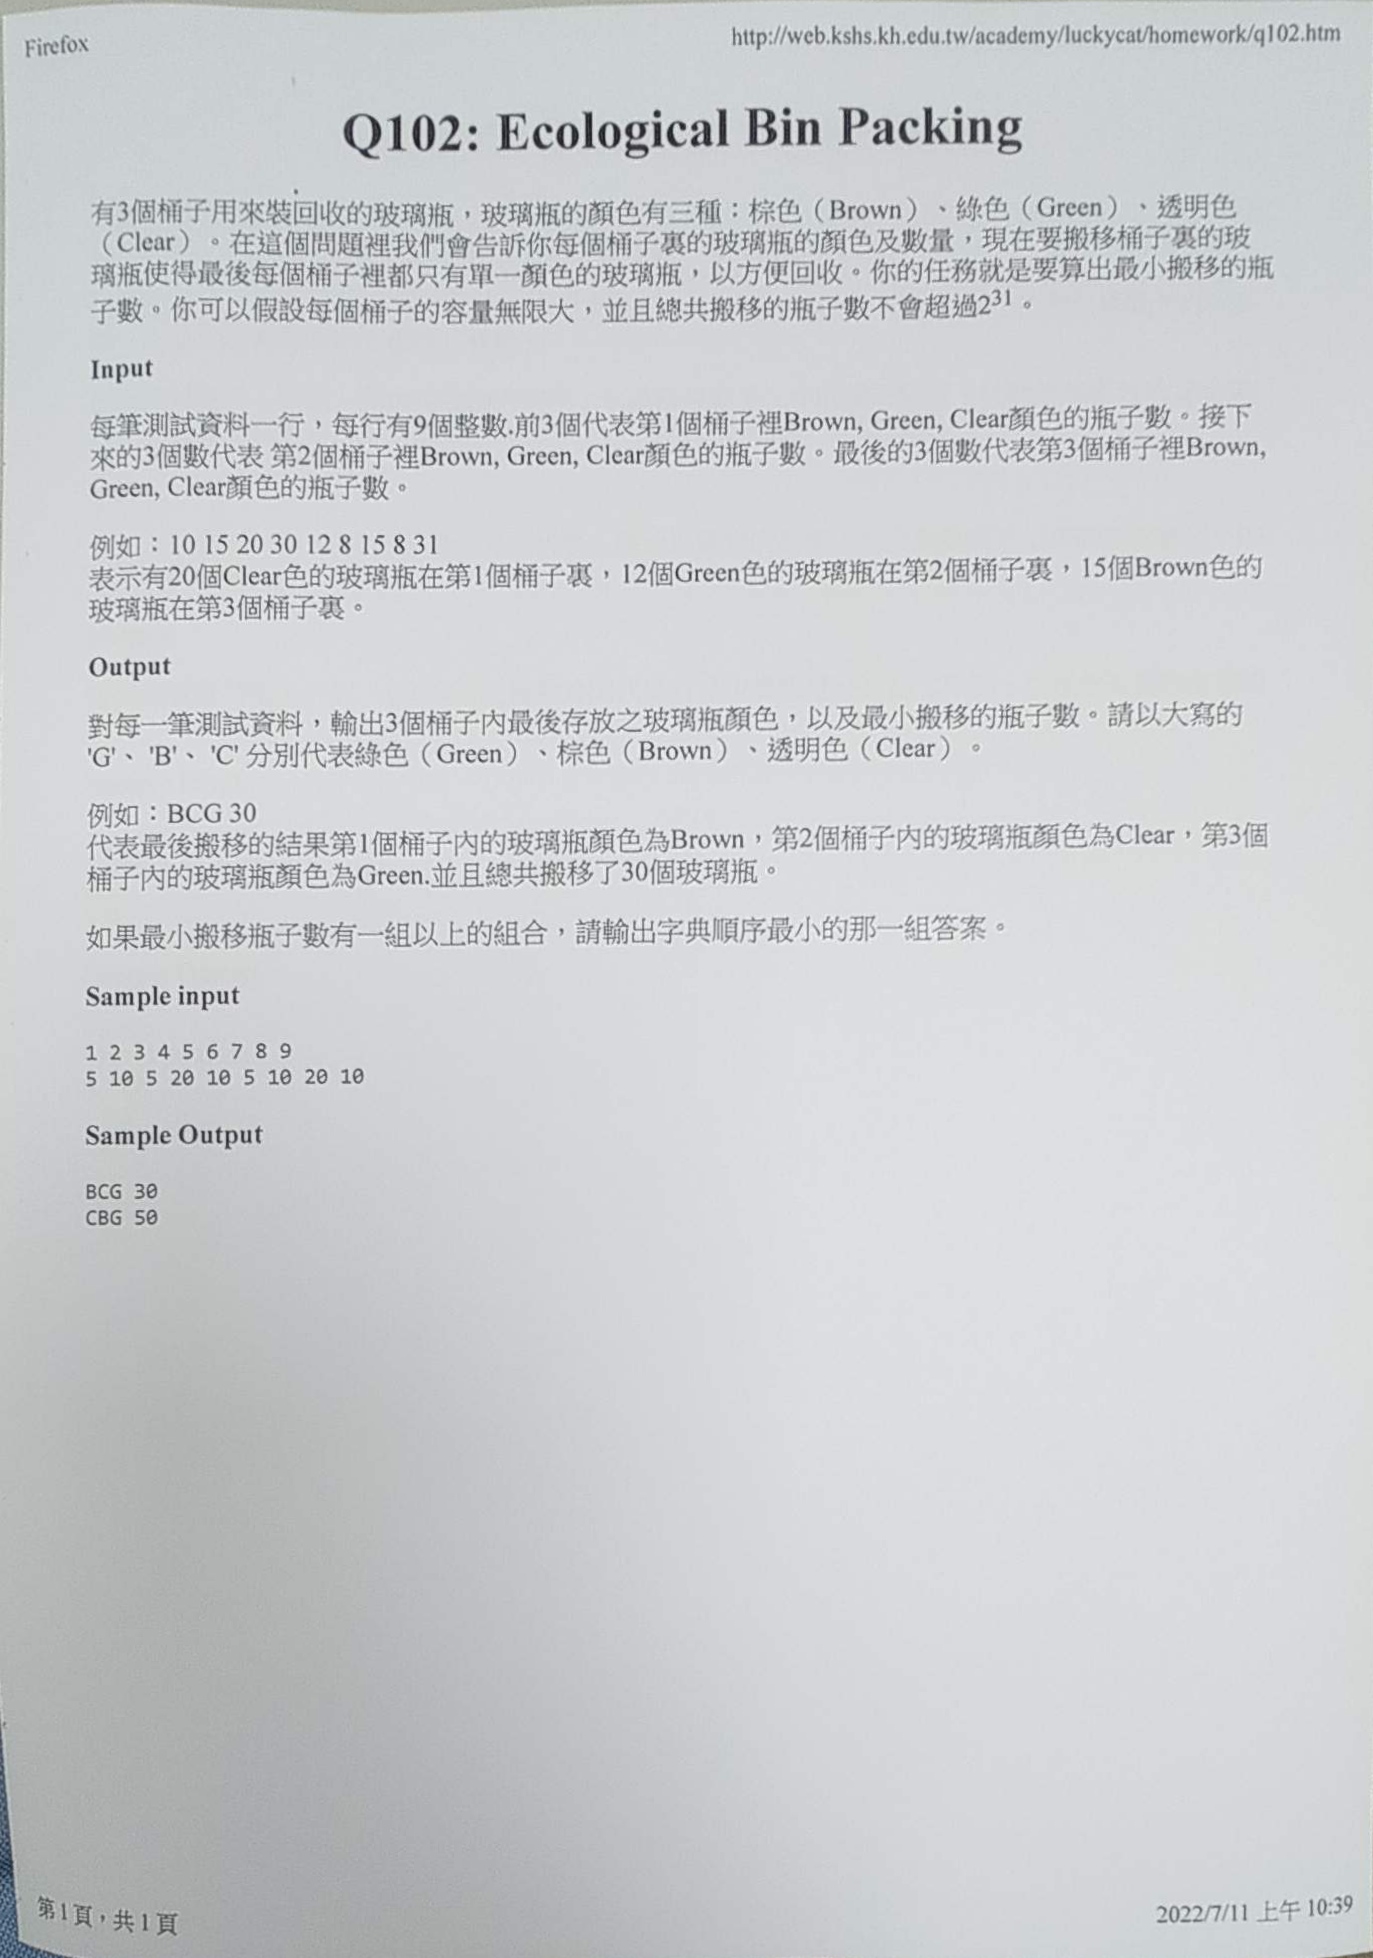 Firefox
http://web.kshs.kh.edu.tw/academy/luckycat/homework/q102.htm
Q102: Ecological Bin Packing
有3個桶子用來裝回收的玻璃瓶，玻璃瓶的顏色有三種：棕色（Brown）、綠色（Green）、透明色
（Clear）。在這個問題裡我們會告訴你每個桶子裏的玻璃瓶的顏色及數量，現在要搬移桶子裏的玻
璃瓶使得最後每個桶子裡都只有單一顏色的玻璃瓶，以方便回收。你的任務就是要算出最小搬移的瓶
子數。你可以假設每個桶子的容量無限大，並且總共搬移的瓶子數不會超過2³¹。
Input
每筆測試資料一行，每行有9個整數.前3個代表第1個桶子裡Brown, Green, Clear顏色的瓶子數。接下
來的3個數代表 第2個桶子裡Brown, Green, Clear顏色的瓶子數。最後的3個數代表第3個桶子裡Brown,
Green, Clear顏色的瓶子數。
例如：10 15 20 30 12 8 15 8 31
表示有20個Clear色的玻璃瓶在第1個桶子裏，12個Green色的玻璃瓶在第2個桶子裏，15個Brown色的
玻璃瓶在第3個桶子裏。
Output
對每一筆測試資料，輸出3個桶子內最後存放之玻璃瓶顏色，以及最小搬移的瓶子數。請以大寫的
'G'、 'B'、 'C' 分別代表綠色（Green）、棕色（Brown）、透明色（Clear）。
例如：BCG 30
代表最後搬移的結果第1個桶子內的玻璃瓶顏色為Brown，第2個桶子內的玻璃瓶顏色為Clear，第3個
桶子內的玻璃瓶顏色為Green.並且總共搬移了30個玻璃瓶。
如果最小搬移瓶子數有一組以上的組合，請輸出字典順序最小的那一組答案。
Sample input
1 2 3 4 5 6 7 8 9
5 10 5 20 10 5 10 20 10
Sample Output
BCG 30
CBG 50
第1頁，共1頁
2022/7/11 上午 10:39